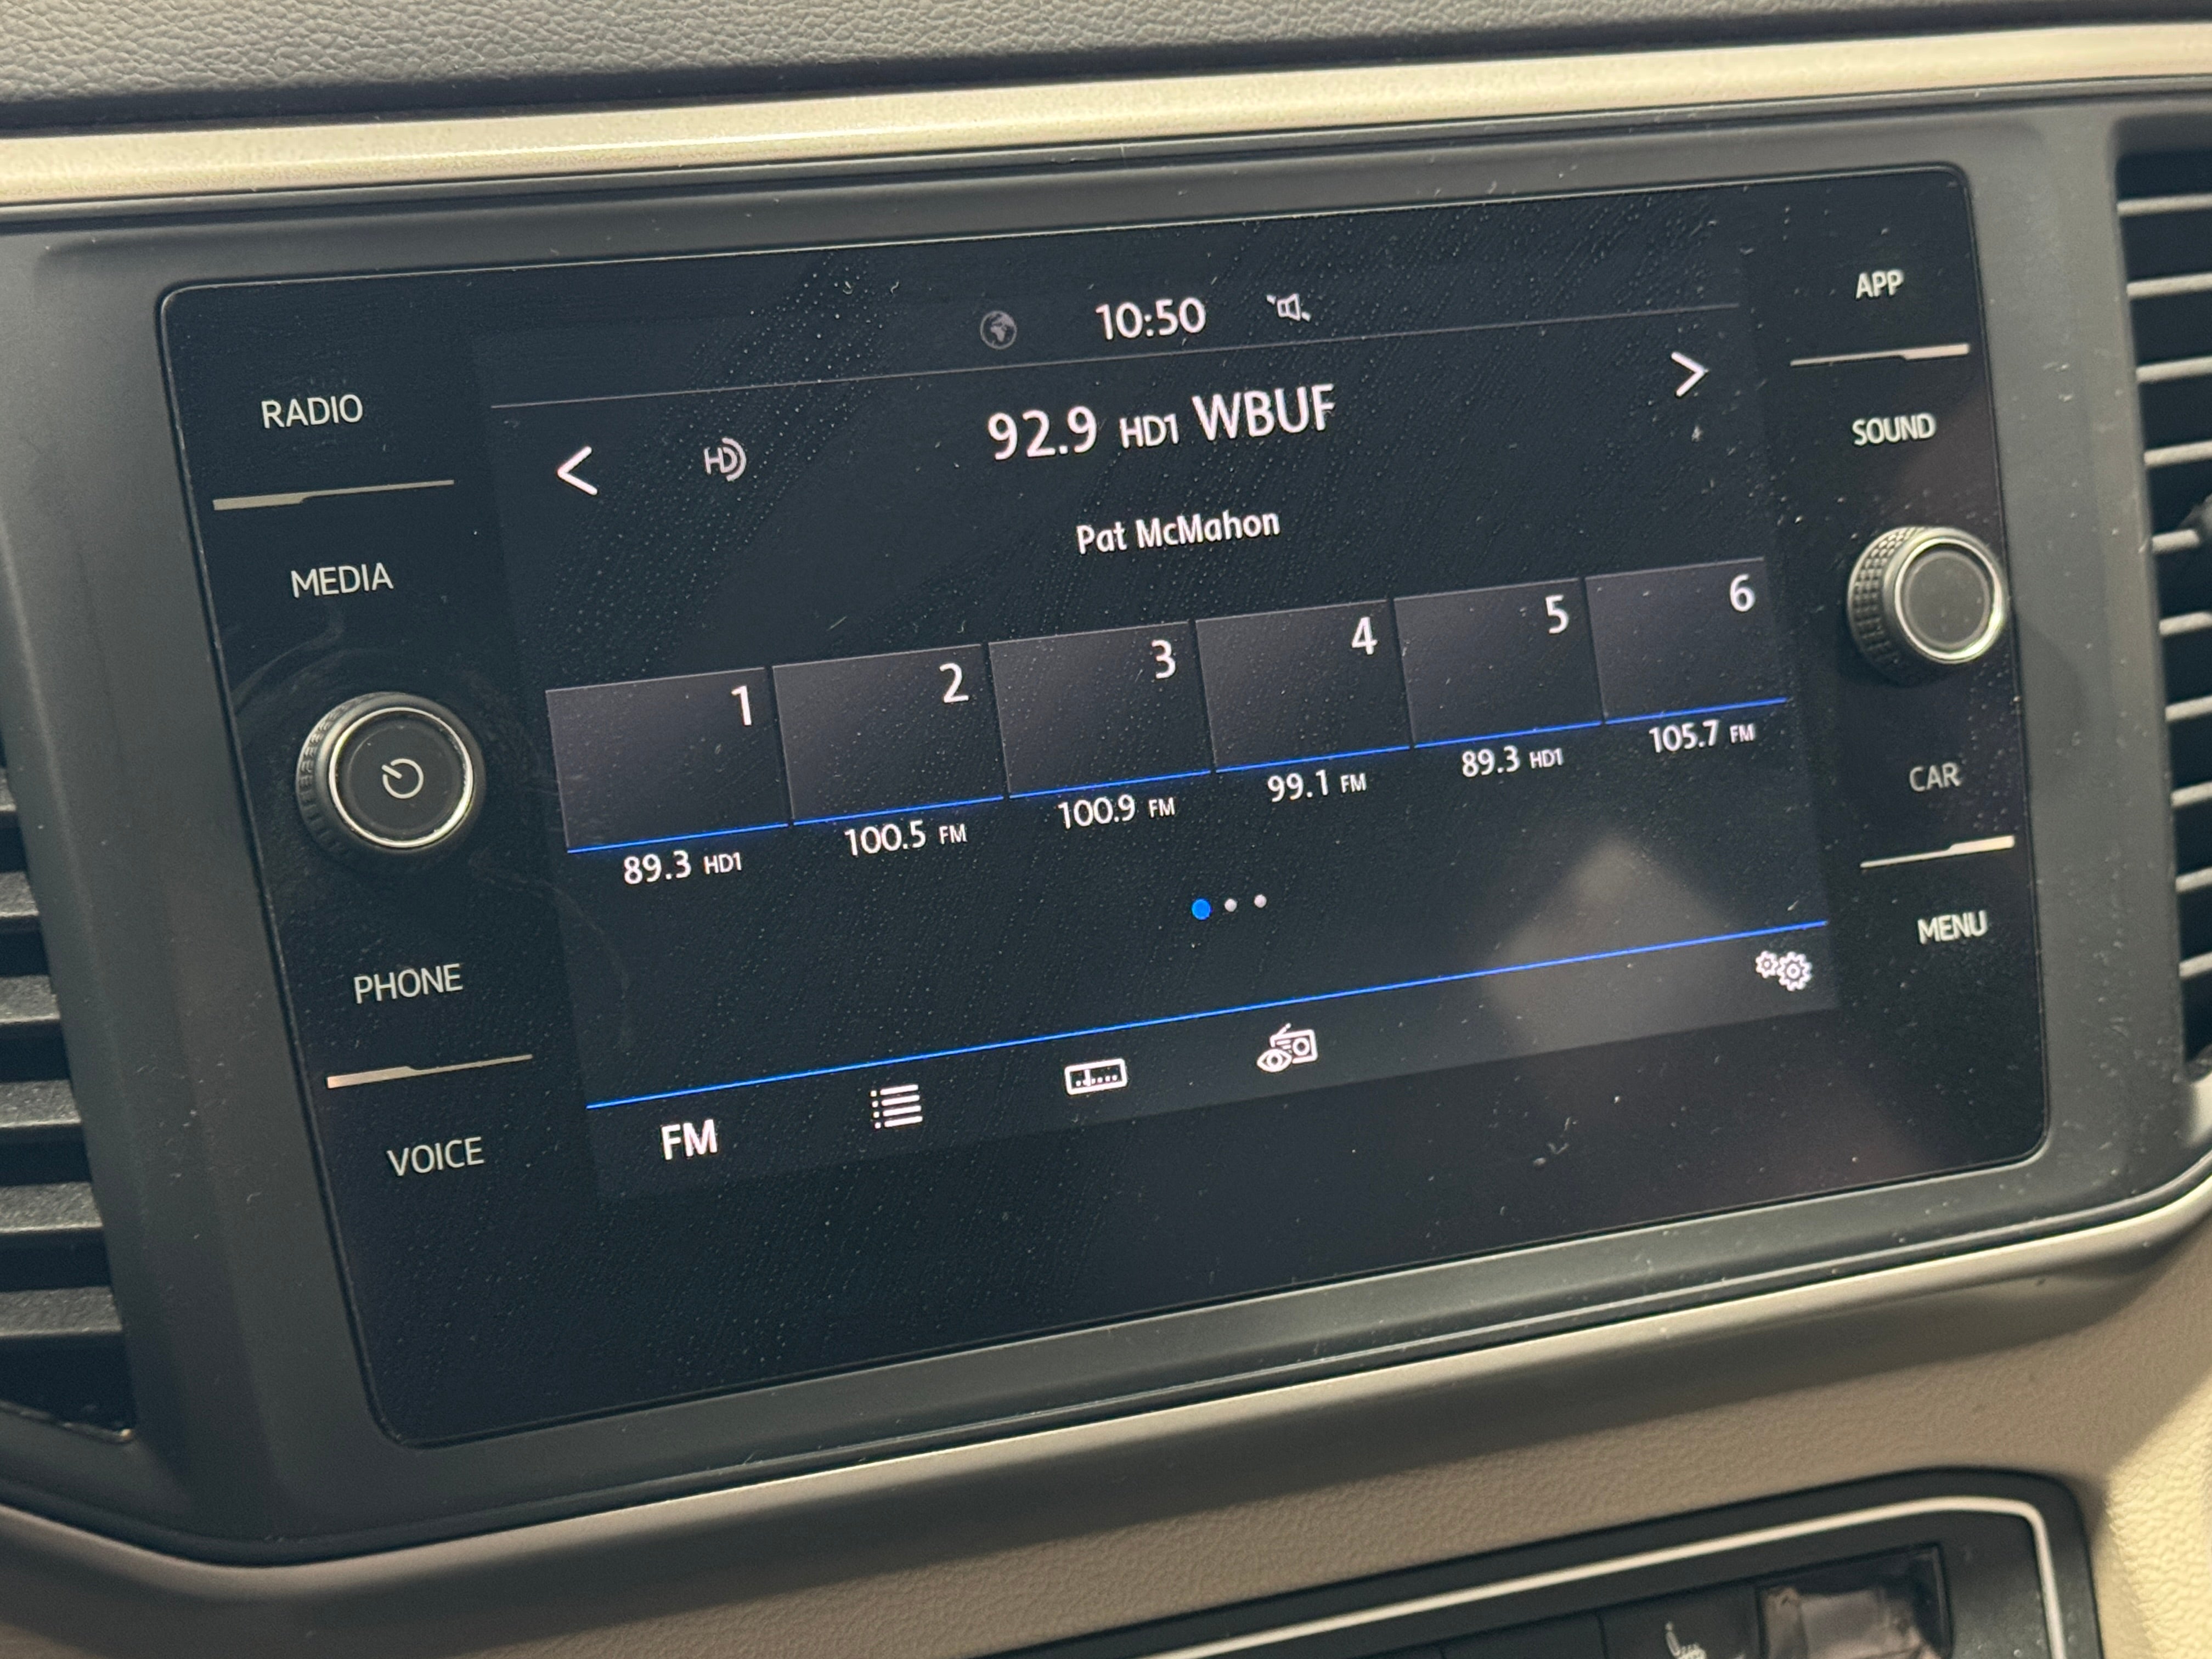 10:50
92.9 HD1 WBUF
HD
Pat McMahon
1 2 3 4 5 6
89.3 HD1 100.5 FM 100.9 FM 99.1 FM 89.3 HD1 105.7 FM
FM
RADIO
MEDIA
PHONE
VOICE
APP
SOUND
CAR
MENU